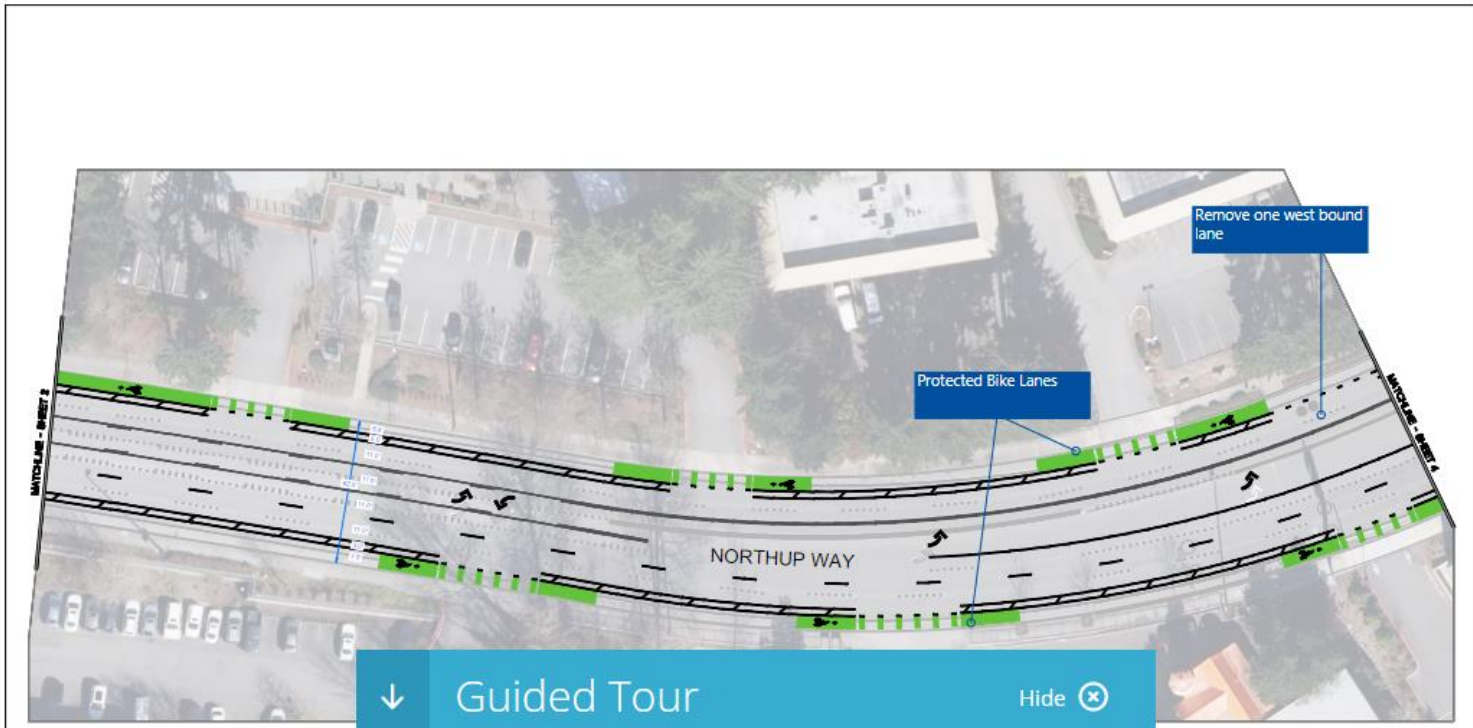 Remove one west bound
lane
Protected Bike Lanes
MATCHLINE - SHEET 2
MATCHLINE - SHEET 4
NORTHUP WAY
Guided Tour
Hide